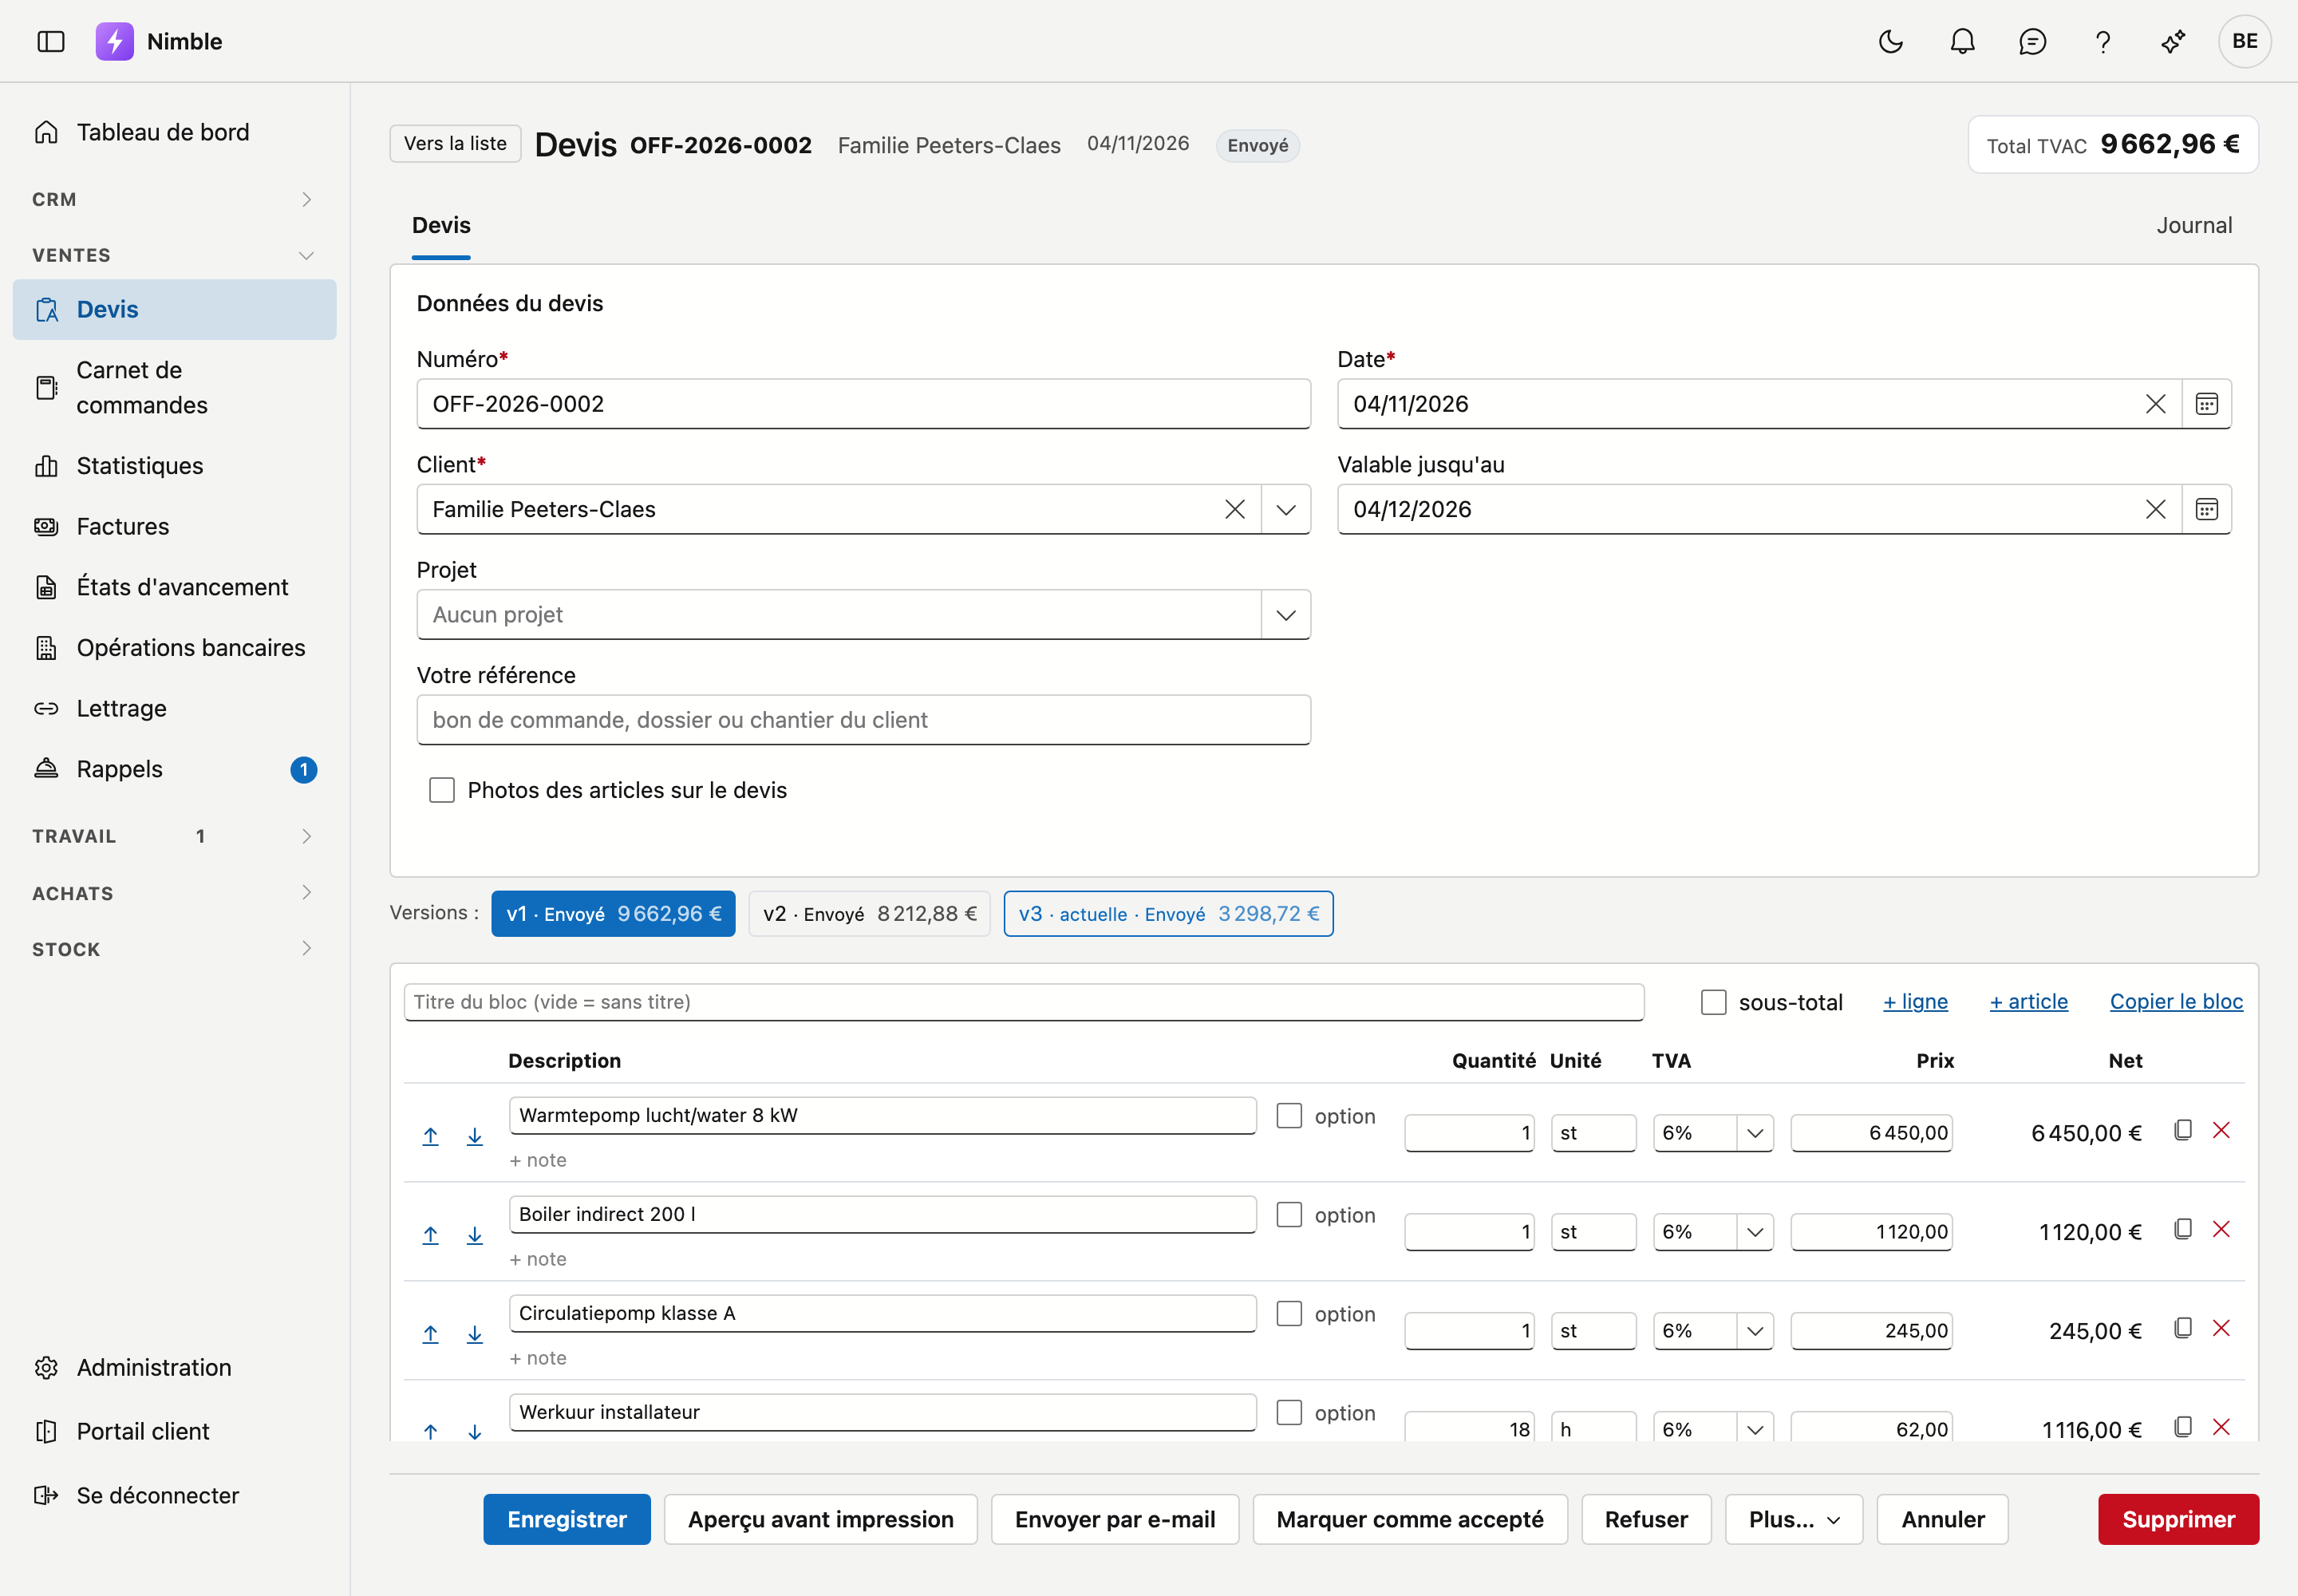 Nimble
BE
Tableau de bord
CRM
VENTES
Devis
Carnet de
commandes
Statistiques
Factures
États d'avancement
Opérations bancaires
Lettrage
Rappels 1
TRAVAIL 1
ACHATS
STOCK
Administration
Portail client
Se déconnecter
Vers la liste Devis OFF-2026-0002 Familie Peeters-Claes 04/11/2026 Envoyé Total TVAC 9 662,96 €
Devis Journal
Données du devis
Numéro* Date*
OFF-2026-0002 04/11/2026
Client* Valable jusqu'au
Familie Peeters-Claes 04/12/2026
Projet
Aucun projet
Votre référence
bon de commande, dossier ou chantier du client
Photos des articles sur le devis
Versions : v1 · Envoyé 9 662,96 € v2 · Envoyé 8 212,88 € v3 · actuelle · Envoyé 3 298,72 €
Titre du bloc (vide = sans titre) sous-total + ligne + article Copier le bloc
Description Quantité Unité TVA Prix Net
Warmtepomp lucht/water 8 kW option 1 st 6% 6 450,00 6 450,00 €
+ note
Boiler indirect 200 l option 1 st 6% 1 120,00 1 120,00 €
+ note
Circulatiepomp klasse A option 1 st 6% 245,00 245,00 €
+ note
Werkuur installateur option 18 h 6% 62,00 1 116,00 €
Enregistrer Aperçu avant impression Envoyer par e-mail Marquer comme accepté Refuser Plus... Annuler Supprimer